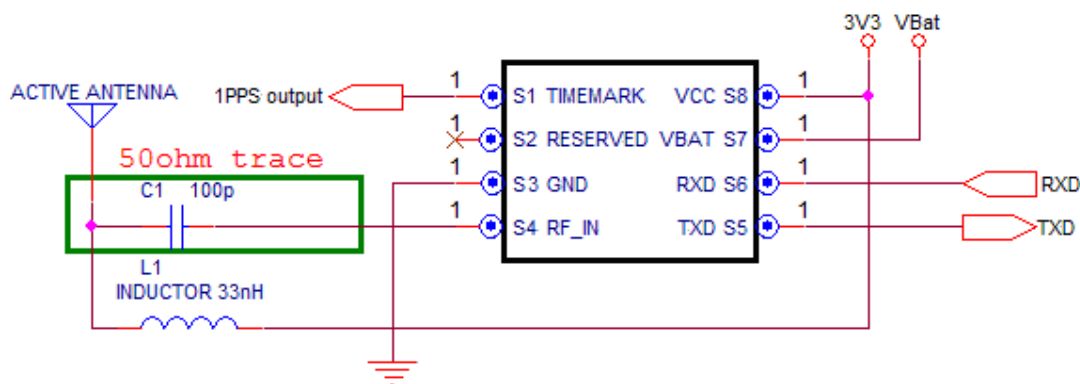 3V3 VBat
ACTIVE ANTENNA
1PPS output
1 S1 TIMEMARK VCC S8 1
1 S2 RESERVED VBAT S7 1
50ohm trace
C1 100p
1 S3 GND RXD S6 1 RXD
1 S4 RF_IN TXD S5 1 TXD
L1
INDUCTOR 33nH